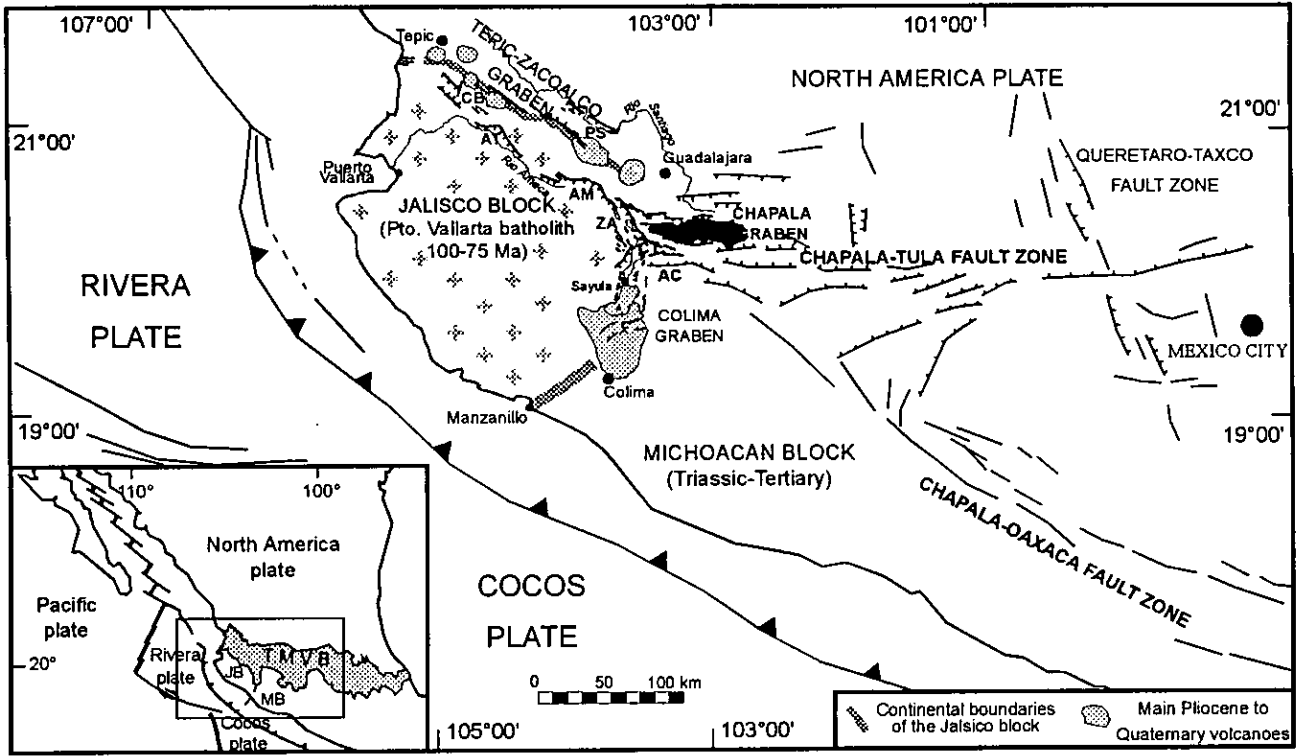 107°00'
103°00'
101°00'
Tepic
TEPIC-ZACOALCO
GRABEN
NORTH AMERICA PLATE
CB
Rio
Santiago
PS
21°00'
21°00'
AT
Guadalajara
QUERETARO-TAXCO
FAULT ZONE
Puerto
Vallarta
Rio Ameca
AM
JALISCO BLOCK
(Pto. Vallarta batholith
100-75 Ma)
ZA
CHAPALA
GRABEN
CHAPALA-TULA FAULT ZONE
AC
Sayula
RIVERA
PLATE
COLIMA
GRABEN
MEXICO CITY
Colima
Manzanillo
19°00'
19°00'
MICHOACAN BLOCK
(Triassic-Tertiary)
CHAPALA-OAXACA FAULT ZONE
COCOS
PLATE
110°
100°
North America
plate
Pacific
plate
Rivera
plate
TMVB
20°
JB
MB
Cocos
plate
0 50 100 km
105°00'
103°00'
Continental boundaries
of the Jalsico block
Main Pliocene to
Quaternary volcanoes